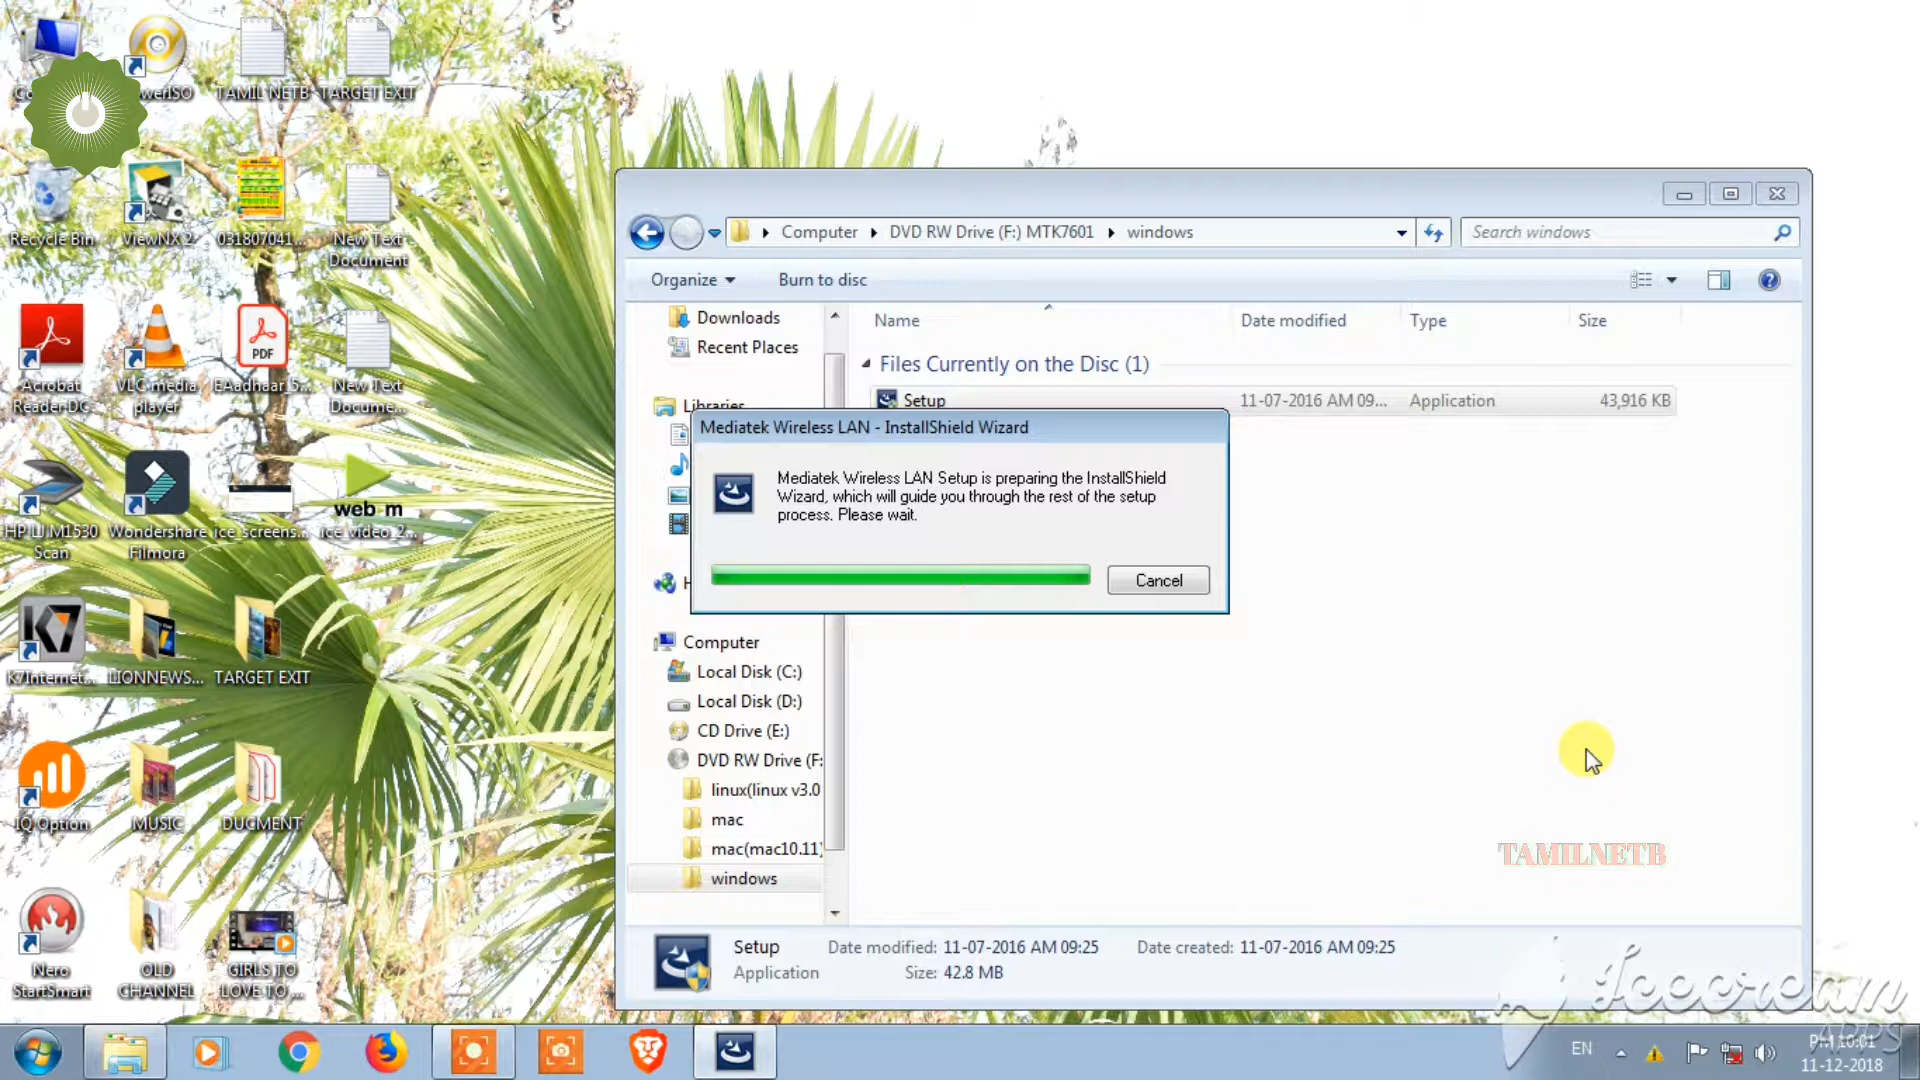 TAMIL NETB
TARGET EXIT
Recycle Bin
ViewNX 2
031807041...
New Text
Document
Acrobat
Reader DC
VLC media
player
PDF
EAadhaar_5...
New Text
Docume...
HP LJ M1530
Scan
Wondershare
Filmora
ice_screens...
web m
ice_video_2...
K7
K7Internet...
LIONNEWS...
TARGET EXIT
IQ Option
MUSIC
DUCMENT
Nero
StartSmart
OLD
CHANNEL
GIRLS TO
LOVE TO ...
Computer
DVD RW Drive (F:) MTK7601
windows
Search windows
Organize
Burn to disc
Downloads
Recent Places
Libraries
Computer
Local Disk (C:)
Local Disk (D:)
CD Drive (E:)
DVD RW Drive (F:
linux(linux v3.0
mac
mac(mac10.11)
windows
Name
Date modified
Type
Size
Files Currently on the Disc (1)
Setup
11-07-2016 AM 09...
Application
43,916 KB
Mediatek Wireless LAN - InstallShield Wizard
Mediatek Wireless LAN Setup is preparing the InstallShield
Wizard, which will guide you through the rest of the setup
process. Please wait.
Cancel
TAMILNETB
Setup
Date modified: 11-07-2016 AM 09:25
Date created: 11-07-2016 AM 09:25
Application
Size: 42.8 MB
Icecream
APPS
EN
PM 10:01
11-12-2018